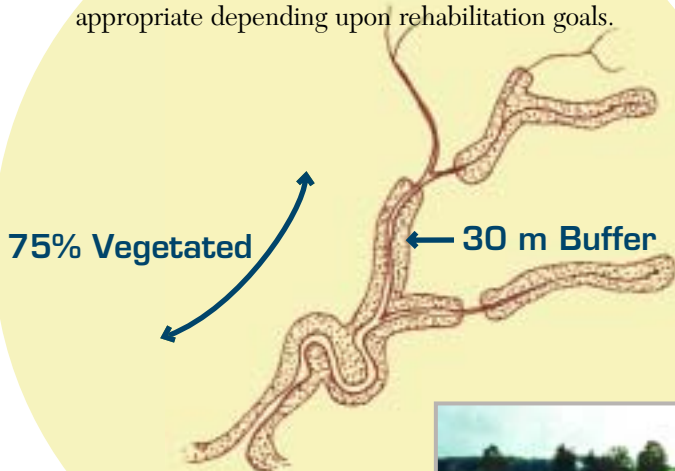 appropriate depending upon rehabilitation goals.
75% Vegetated
30 m Buffer